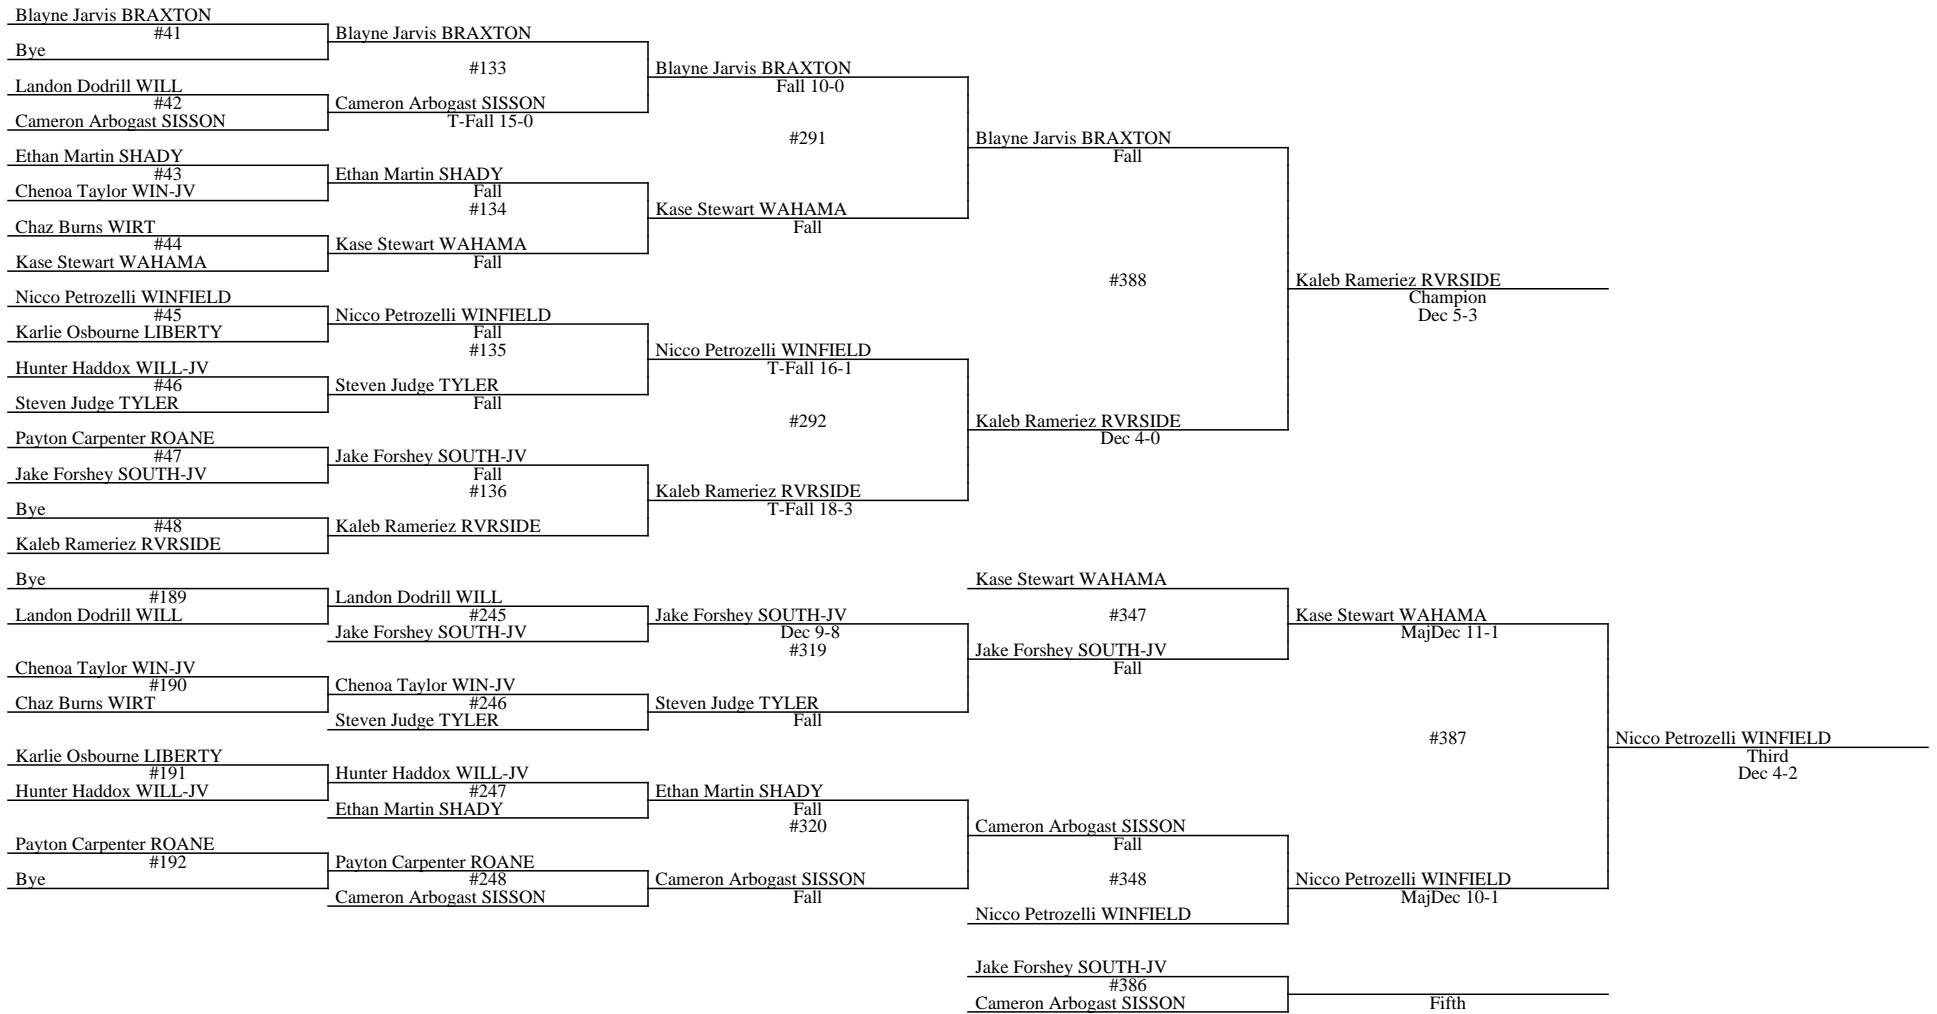 Blayne Jarvis BRAXTON
#41
Bye
Landon Dodrill WILL
#42
Cameron Arbogast SISSON
Ethan Martin SHADY
#43
Chenoa Taylor WIN-JV
Chaz Burns WIRT
#44
Kase Stewart WAHAMA
Nicco Petrozelli WINFIELD
#45
Karlie Osbourne LIBERTY
Hunter Haddox WILL-JV
#46
Steven Judge TYLER
Payton Carpenter ROANE
#47
Jake Forshey SOUTH-JV
Bye
#48
Kaleb Rameriez RVRSIDE
Blayne Jarvis BRAXTON
#133
Cameron Arbogast SISSON
T-Fall 15-0
Ethan Martin SHADY
Fall
#134
Kase Stewart WAHAMA
Fall
Nicco Petrozelli WINFIELD
Fall
#135
Steven Judge TYLER
Fall
Jake Forshey SOUTH-JV
Fall
#136
Kaleb Rameriez RVRSIDE
Blayne Jarvis BRAXTON
Fall 10-0
#291
Kase Stewart WAHAMA
Fall
Nicco Petrozelli WINFIELD
T-Fall 16-1
#292
Kaleb Rameriez RVRSIDE
T-Fall 18-3
Blayne Jarvis BRAXTON
Fall
#388
Kaleb Rameriez RVRSIDE
Dec 4-0
Kaleb Rameriez RVRSIDE
Champion
Dec 5-3
Bye
#189
Landon Dodrill WILL
Chenoa Taylor WIN-JV
#190
Chaz Burns WIRT
Karlie Osbourne LIBERTY
#191
Hunter Haddox WILL-JV
Payton Carpenter ROANE
#192
Bye
Landon Dodrill WILL
#245
Jake Forshey SOUTH-JV
Chenoa Taylor WIN-JV
#246
Steven Judge TYLER
Hunter Haddox WILL-JV
#247
Ethan Martin SHADY
Payton Carpenter ROANE
#248
Cameron Arbogast SISSON
Jake Forshey SOUTH-JV
Dec 9-8
#319
Steven Judge TYLER
Fall
Ethan Martin SHADY
Fall
#320
Cameron Arbogast SISSON
Fall
Kase Stewart WAHAMA
#347
Jake Forshey SOUTH-JV
Fall
Cameron Arbogast SISSON
Fall
#348
Nicco Petrozelli WINFIELD
Kase Stewart WAHAMA
MajDec 11-1
#387
Nicco Petrozelli WINFIELD
MajDec 10-1
Nicco Petrozelli WINFIELD
Third
Dec 4-2
Jake Forshey SOUTH-JV
#386
Cameron Arbogast SISSON
Fifth